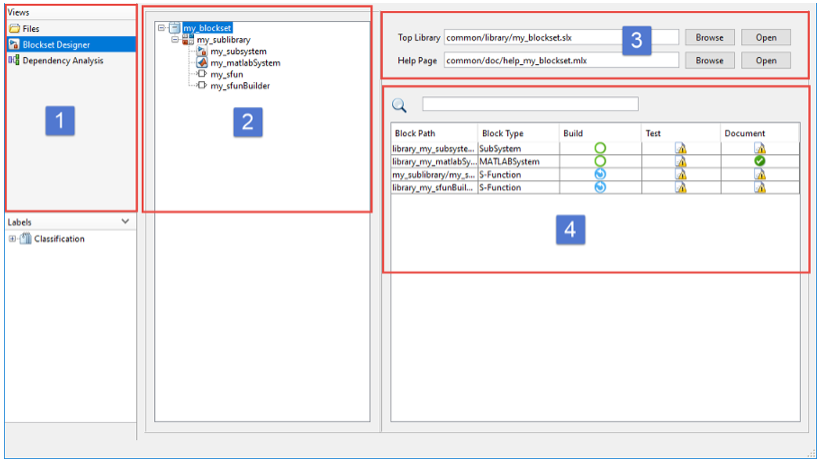 Views
Files
Blockset Designer
Dependency Analysis
1
Labels
Classification
my_blockset
my_sublibrary
my_subsystem
my_matlabSystem
my_sfun
my_sfunBuilder
2
Top Library common/library/my_blockset.slx Browse Open
3
Help Page common/doc/help_my_blockset.mlx Browse Open
Block Path Block Type Build Test Document
library_my_subsyste... SubSystem
library_my_matlabSy... MATLABSystem
my_sublibrary/my_s... S-Function
library_my_sfunBuil... S-Function
4